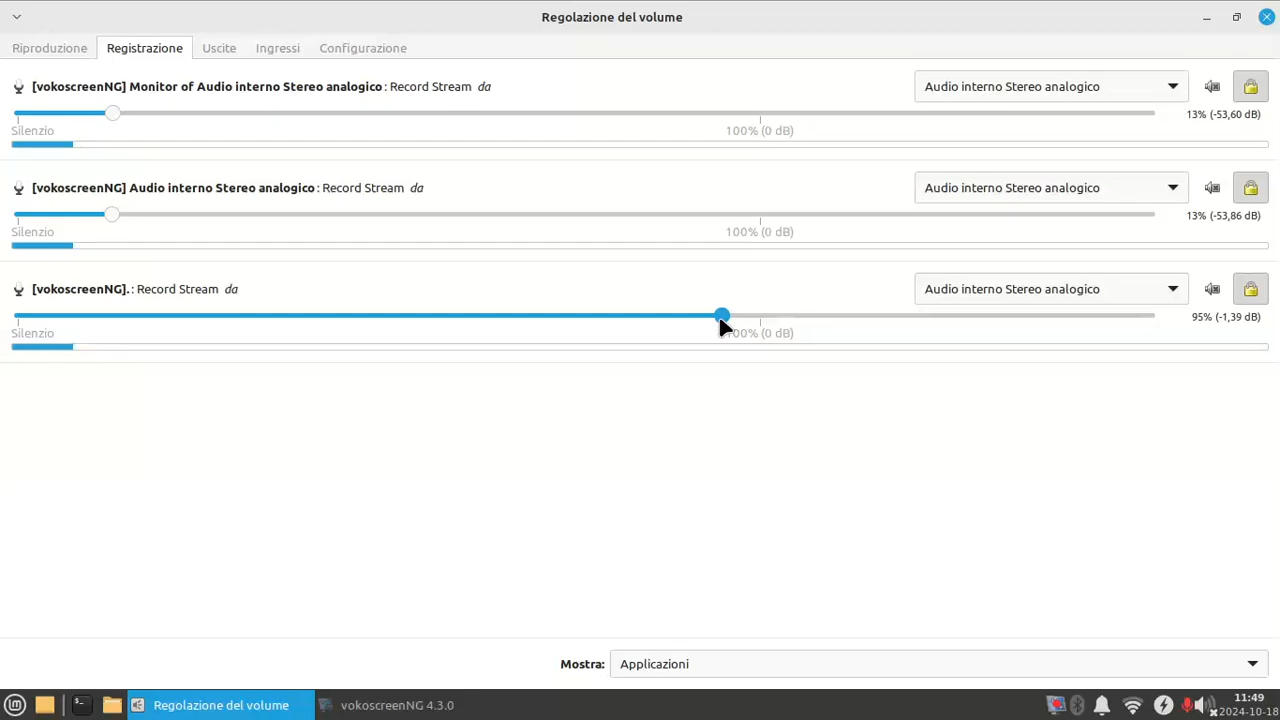 Regolazione del volume
Riproduzione Registrazione Uscite Ingressi Configurazione
[vokoscreenNG] Monitor of Audio interno Stereo analogico : Record Stream da Audio interno Stereo analogico
13% (-53,60 dB)
Silenzio 100% (0 dB)
[vokoscreenNG] Audio interno Stereo analogico : Record Stream da Audio interno Stereo analogico
13% (-53,86 dB)
Silenzio 100% (0 dB)
[vokoscreenNG]. : Record Stream da Audio interno Stereo analogico
95% (-1,39 dB)
Silenzio 100% (0 dB)
Mostra: Applicazioni
Regolazione del volume vokoscreenNG 4.3.0 11:49
2024-10-18